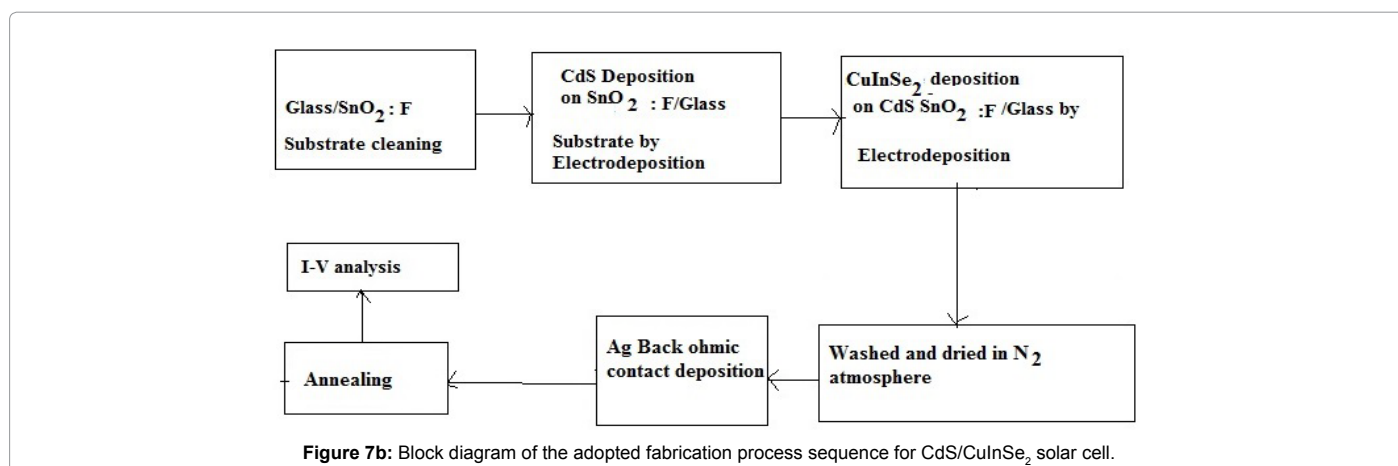 Glass/SnO₂ : F
Substrate cleaning
CdS Deposition
on SnO₂ : F/Glass
Substrate by
Electrodeposition
CuInSe₂ deposition
on CdS SnO₂ :F /Glass by
Electrodeposition
Washed and dried in N₂
atmosphere
Ag Back ohmic
contact deposition
Annealing
I-V analysis
Figure 7b: Block diagram of the adopted fabrication process sequence for CdS/CuInSe₂ solar cell.